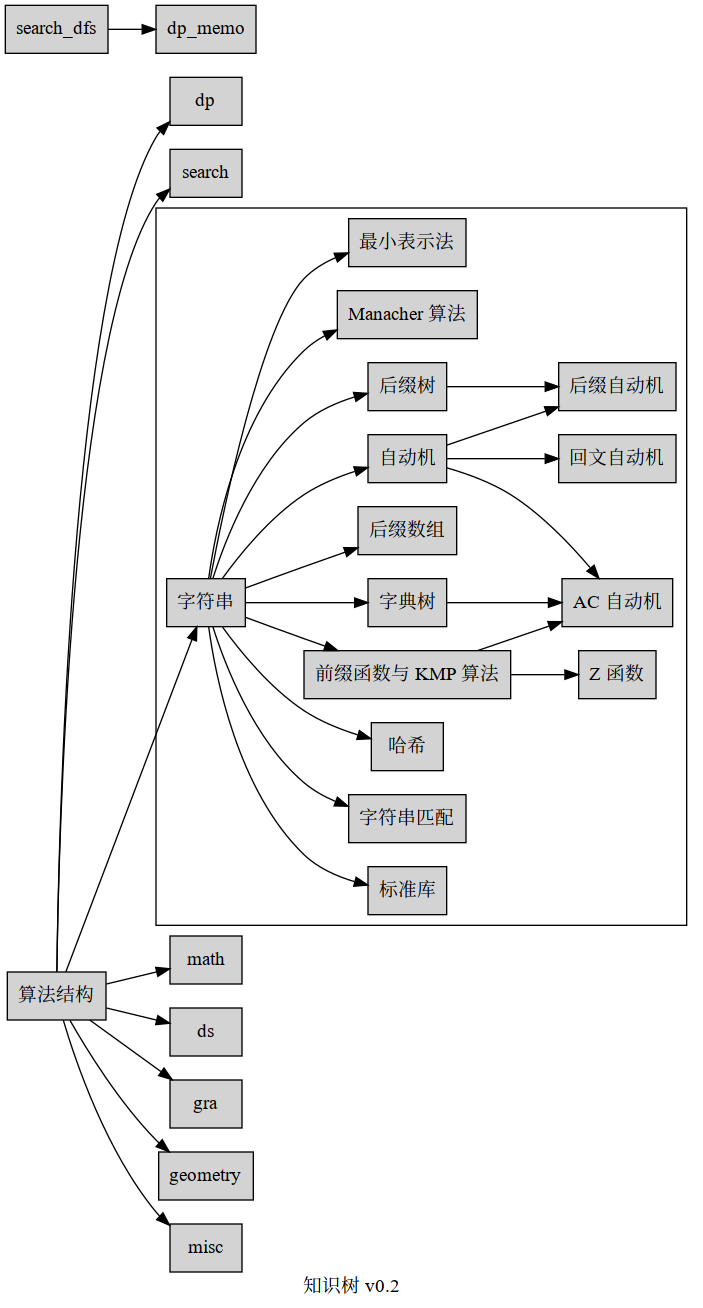 search_dfs
dp_memo
dp
search
最小表示法
Manacher 算法
后缀树
后缀自动机
自动机
回文自动机
后缀数组
字符串
字典树
AC 自动机
前缀函数与 KMP 算法
Z 函数
哈希
字符串匹配
标准库
math
算法结构
ds
gra
geometry
misc
知识树 v0.2